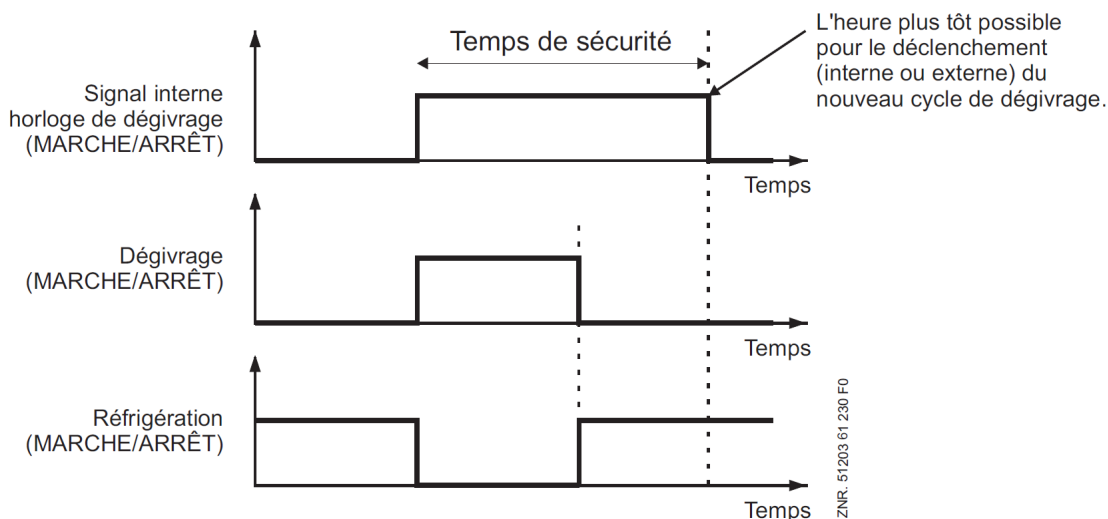 Temps de sécurité
L'heure plus tôt possible
pour le déclenchement
(interne ou externe) du
nouveau cycle de dégivrage.
Signal interne
horloge de dégivrage
(MARCHE/ARRÊT)
Temps
Dégivrage
(MARCHE/ARRÊT)
Temps
Réfrigération
(MARCHE/ARRÊT)
Temps
ZNR. 51203 61 230 F0